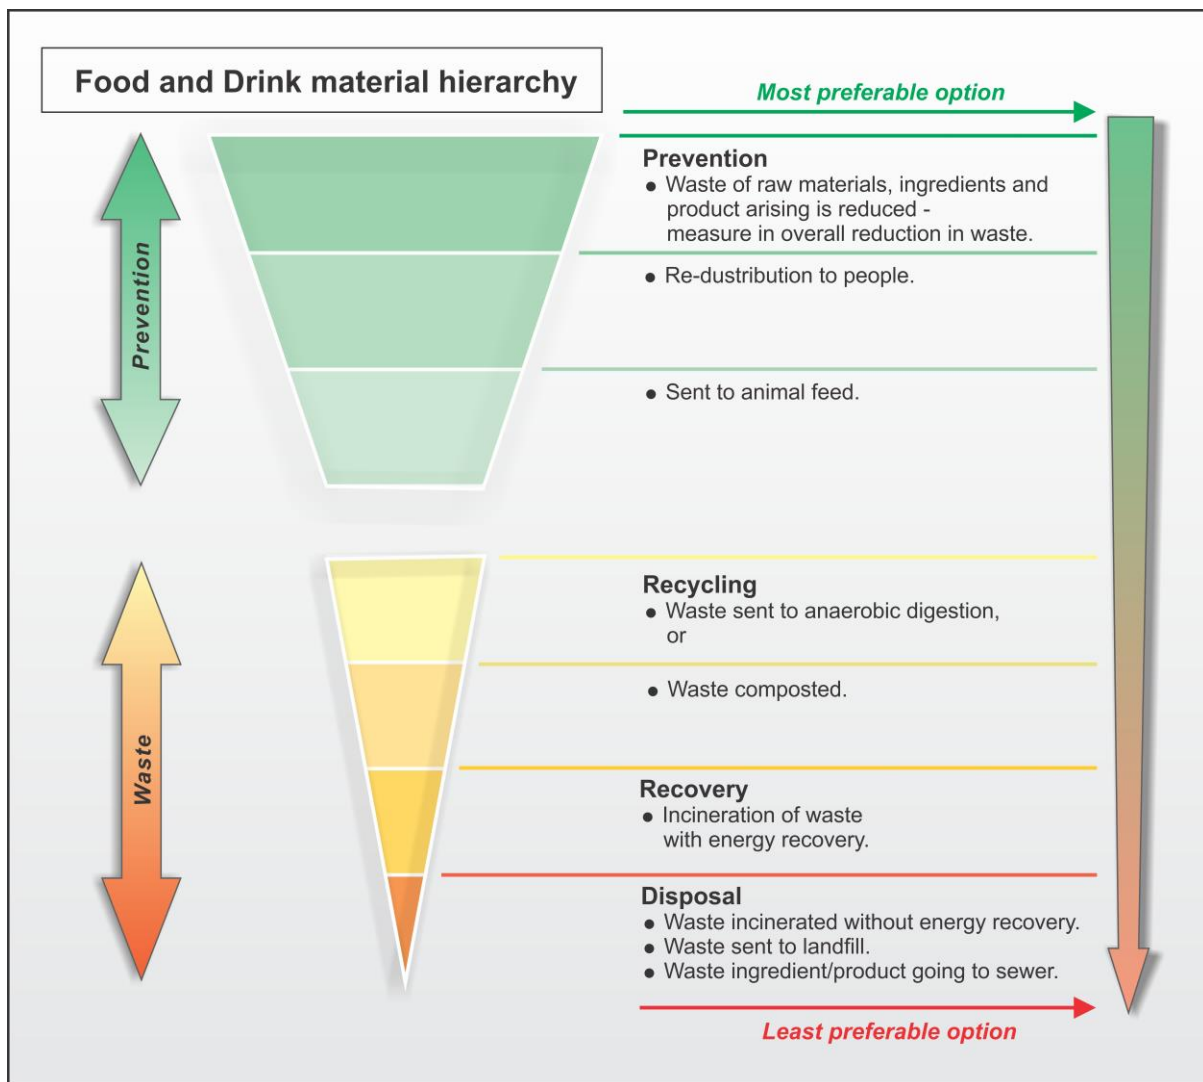 Food and Drink material hierarchy
Most preferable option
Prevention
Prevention
● Waste of raw materials, ingredients and
product arising is reduced -
measure in overall reduction in waste.
● Re-dustribution to people.
● Sent to animal feed.
Waste
Recycling
● Waste sent to anaerobic digestion,
or
● Waste composted.
Recovery
● Incineration of waste
with energy recovery.
Disposal
● Waste incinerated without energy recovery.
● Waste sent to landfill.
● Waste ingredient/product going to sewer.
Least preferable option